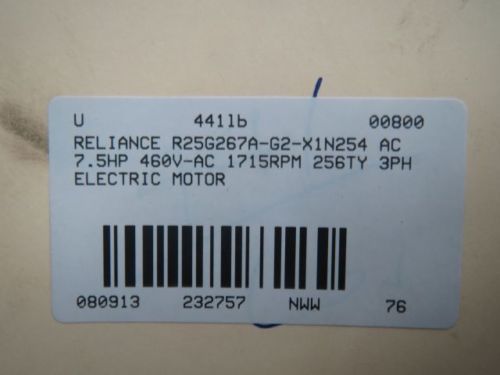 U 441lb 00800
RELIANCE R25G267A-G2-X1N254 AC
7.5HP 460V-AC 1715RPM 256TY 3PH
ELECTRIC MOTOR
080913 232757 NWW 76